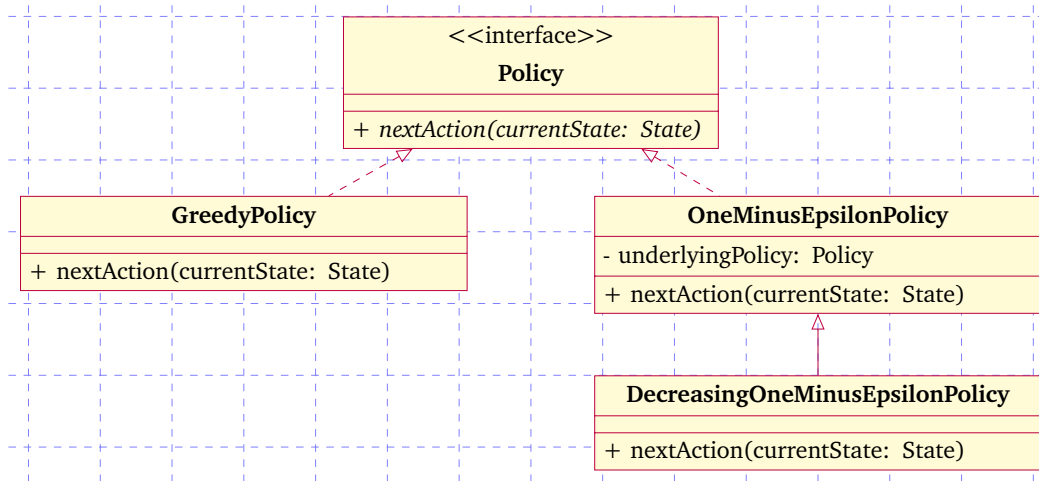 <<interface>>
Policy
+ nextAction(currentState: State)
GreedyPolicy
+ nextAction(currentState: State)
OneMinusEpsilonPolicy
- underlyingPolicy: Policy
+ nextAction(currentState: State)
DecreasingOneMinusEpsilonPolicy
+ nextAction(currentState: State)